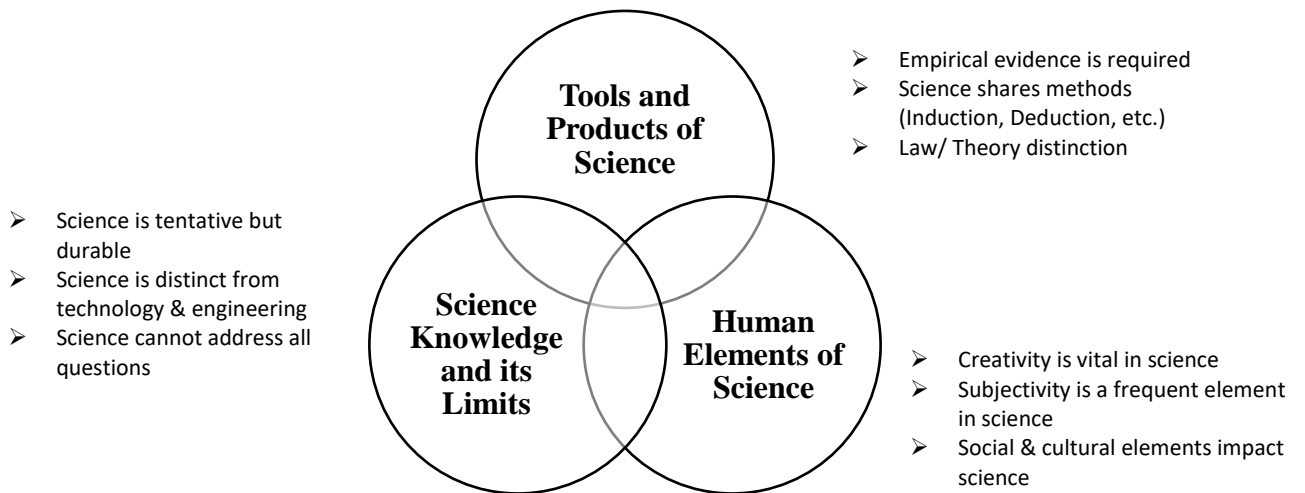 Tools and
Products of
Science
➢ Empirical evidence is required
➢ Science shares methods
(Induction, Deduction, etc.)
➢ Law/ Theory distinction
➢ Science is tentative but
durable
➢ Science is distinct from
technology & engineering
➢ Science cannot address all
questions
Science
Knowledge
and its
Limits
Human
Elements of
Science
➢ Creativity is vital in science
➢ Subjectivity is a frequent element
in science
➢ Social & cultural elements impact
science